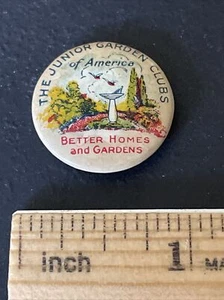 THE JUNIOR GARDEN CLUBS
of America
BETTER HOMES
and GARDENS
inch
1